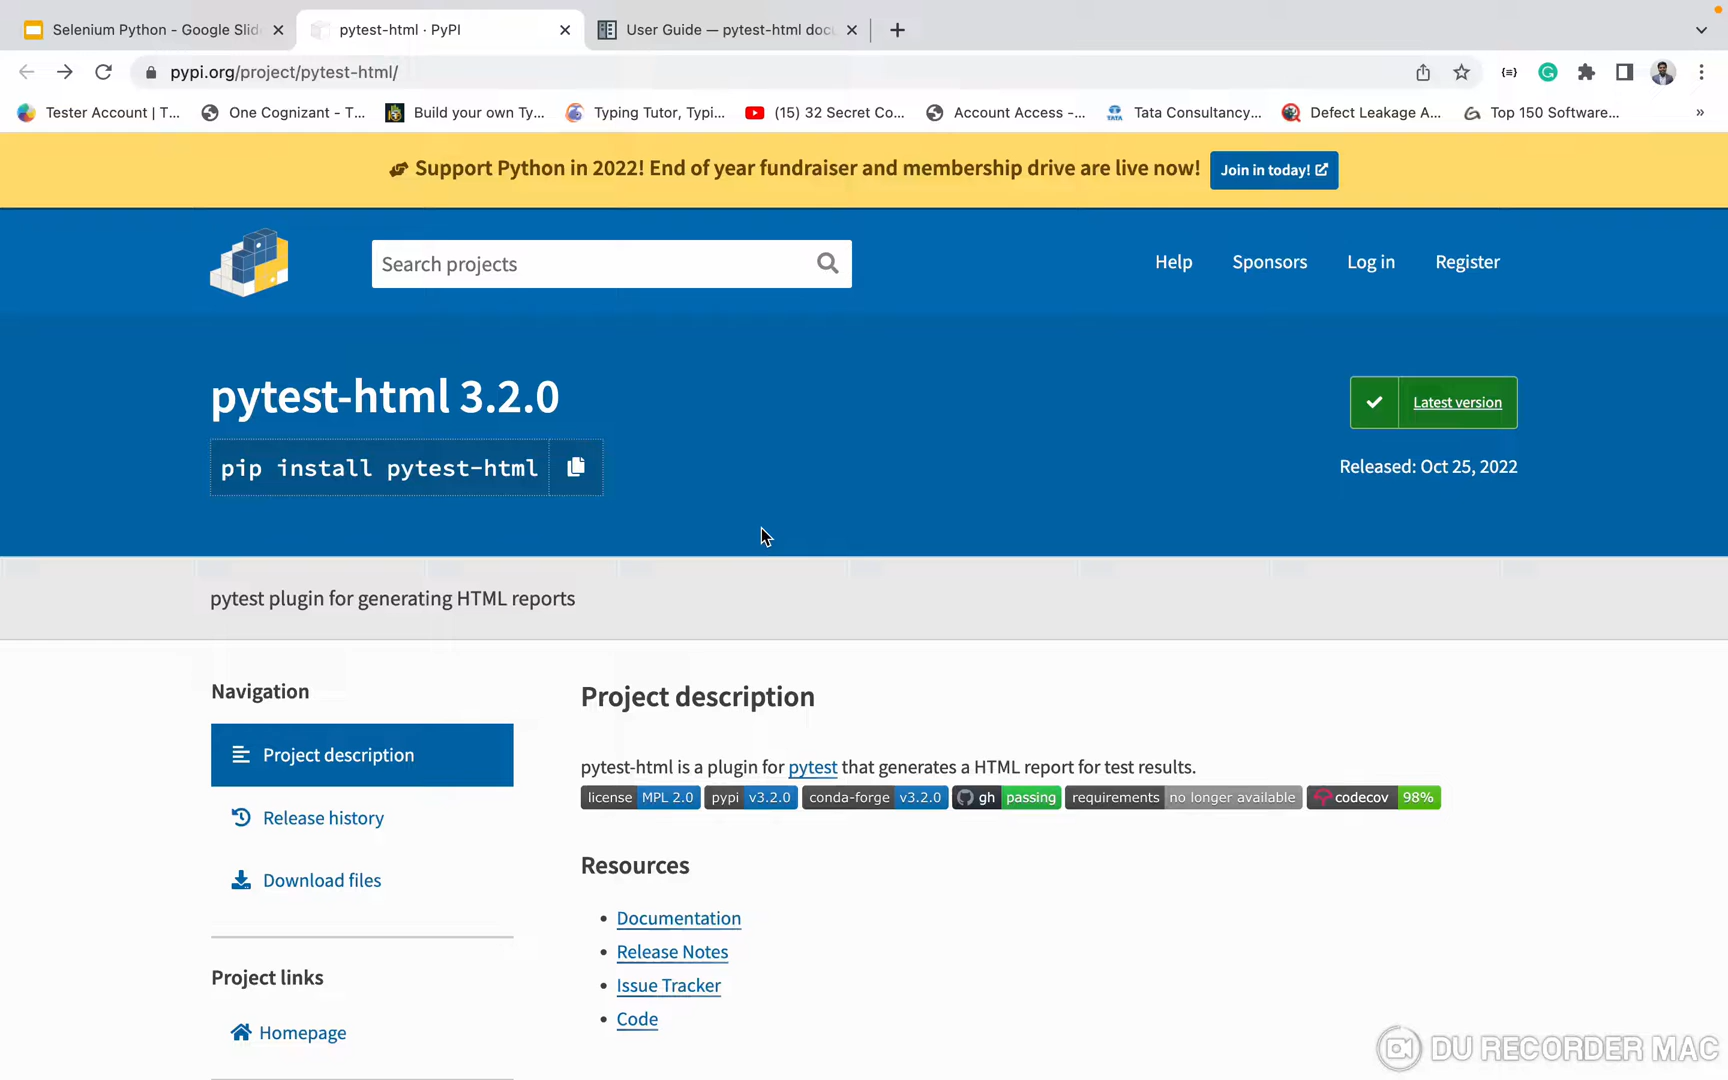 Selenium Python - Google Slid
pytest-html · PyPI
User Guide — pytest-html docu
pypi.org/project/pytest-html/
Tester Account | T...
One Cognizant - T...
Build your own Ty...
Typing Tutor, Typi...
(15) 32 Secret Co...
Account Access -...
TATA
Tata Consultancy...
Defect Leakage A...
Top 150 Software...
»
Support Python in 2022! End of year fundraiser and membership drive are live now!
Join in today!
Search projects
Help
Sponsors
Log in
Register
pytest-html 3.2.0
Latest version
pip install pytest-html
Released: Oct 25, 2022
pytest plugin for generating HTML reports
Navigation
Project description
Release history
Download files
Project links
Homepage
Project description
pytest-html is a plugin for pytest that generates a HTML report for test results.
license MPL 2.0 pypi v3.2.0 conda-forge v3.2.0 gh passing requirements no longer available codecov 98%
Resources
• Documentation
• Release Notes
• Issue Tracker
• Code
DU RECORDER MAC